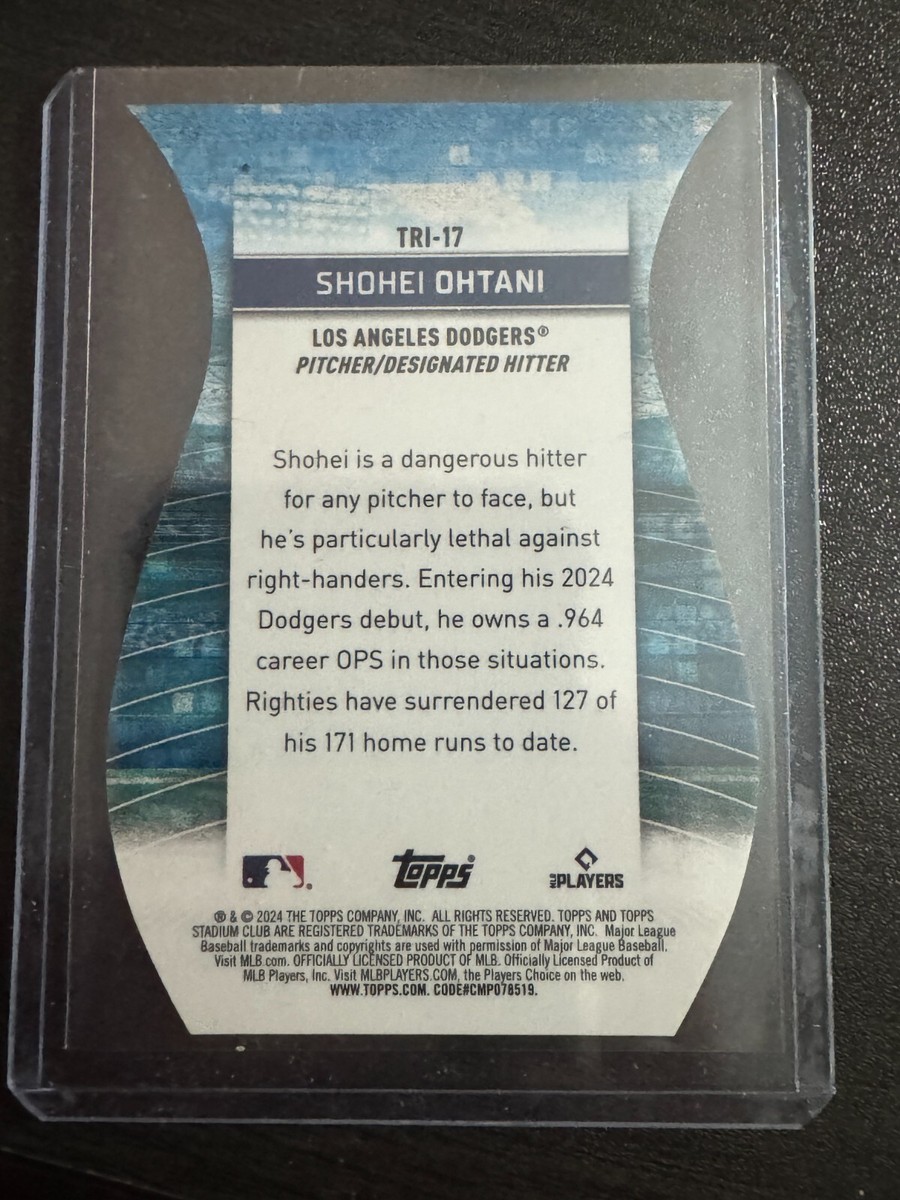 TRI-17
SHOHEI OHTANI
LOS ANGELES DODGERS®
PITCHER/DESIGNATED HITTER
Shohei is a dangerous hitter
for any pitcher to face, but
he's particularly lethal against
right-handers. Entering his 2024
Dodgers debut, he owns a .964
career OPS in those situations.
Righties have surrendered 127 of
his 171 home runs to date.
topps®
MLB PLAYERS
® & © 2024 THE TOPPS COMPANY, INC. ALL RIGHTS RESERVED. TOPPS AND TOPPS
STADIUM CLUB ARE REGISTERED TRADEMARKS OF THE TOPPS COMPANY, INC. Major League
Baseball trademarks and copyrights are used with permission of Major League Baseball.
Visit MLB.com. OFFICIALLY LICENSED PRODUCT OF MLB. Officially Licensed Product of
MLB Players, Inc. Visit MLBPLAYERS.COM, the Players Choice on the web.
WWW.TOPPS.COM. CODE#CMP078519.